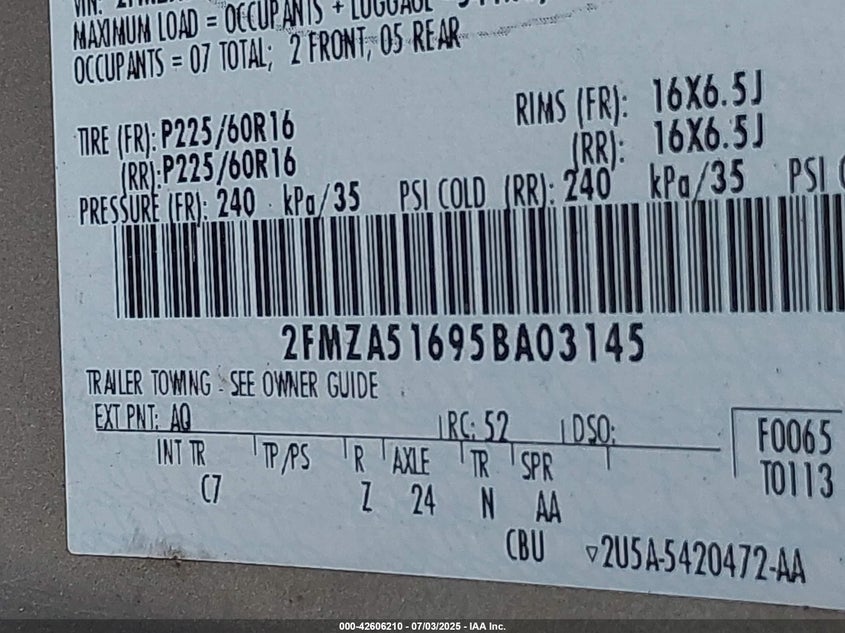 VIN:
MAXIMUM LOAD = OCCUPANTS + LUGGAGE =
OCCUPANTS = 07 TOTAL; 2 FRONT, 05 REAR
TIRE (FR): P225/60R16 RIMS (FR): 16X6.5J
(RR): P225/60R16 (RR): 16X6.5J
PRESSURE (FR): 240 kPa/35 PSI COLD (RR): 240 kPa/35 PSI
2FMZA51695BA03145
TRAILER TOWING - SEE OWNER GUIDE
EXT PNT: AQ RC: 52 DSO: F0065
INT TR TP/PS R AXLE TR SPR T0113
C7 Z 24 N AA
CBU 2U5A-5420472-AA
000-42606210 - 07/03/2025 - IAA Inc.